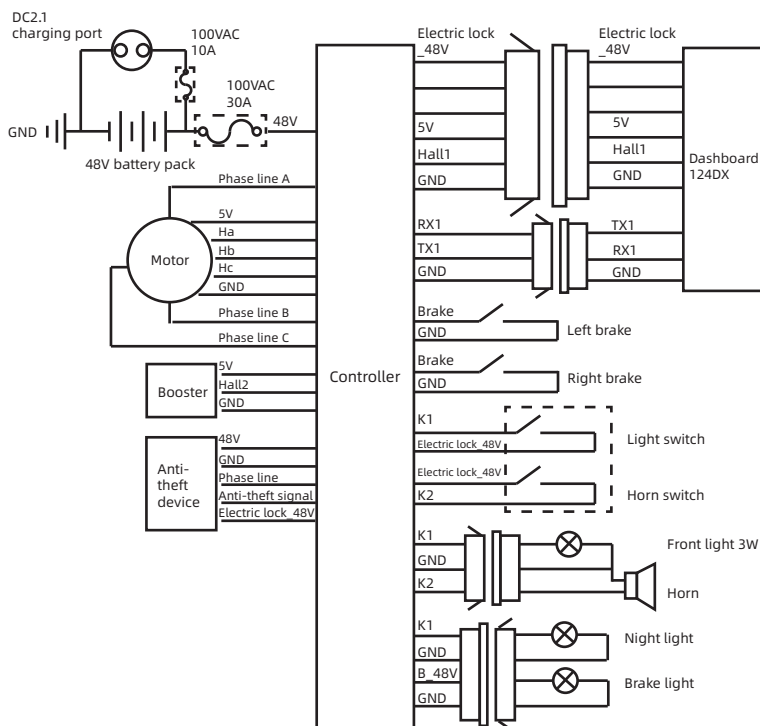 DC2.1
charging port
100VAC
10A
100VAC
30A
48V
GND
48V battery pack
Phase line A
5V
Ha
Hb
Hc
GND
Phase line B
Phase line C
Motor
5V
Hall2
GND
Booster
48V
GND
Phase line
Anti-theft signal
Electric lock_48V
Anti-
theft
device
Controller
Electric lock
_48V
5V
Hall1
GND
Electric lock
_48V
5V
Hall1
GND
Dashboard
124DX
RX1
TX1
GND
TX1
RX1
GND
Brake
GND
Left brake
Brake
GND
Right brake
K1
Electric lock_48V
Light switch
Electric lock_48V
K2
Horn switch
K1
GND
K2
Front light 3W
Horn
K1
GND
B_48V
GND
Night light
Brake light